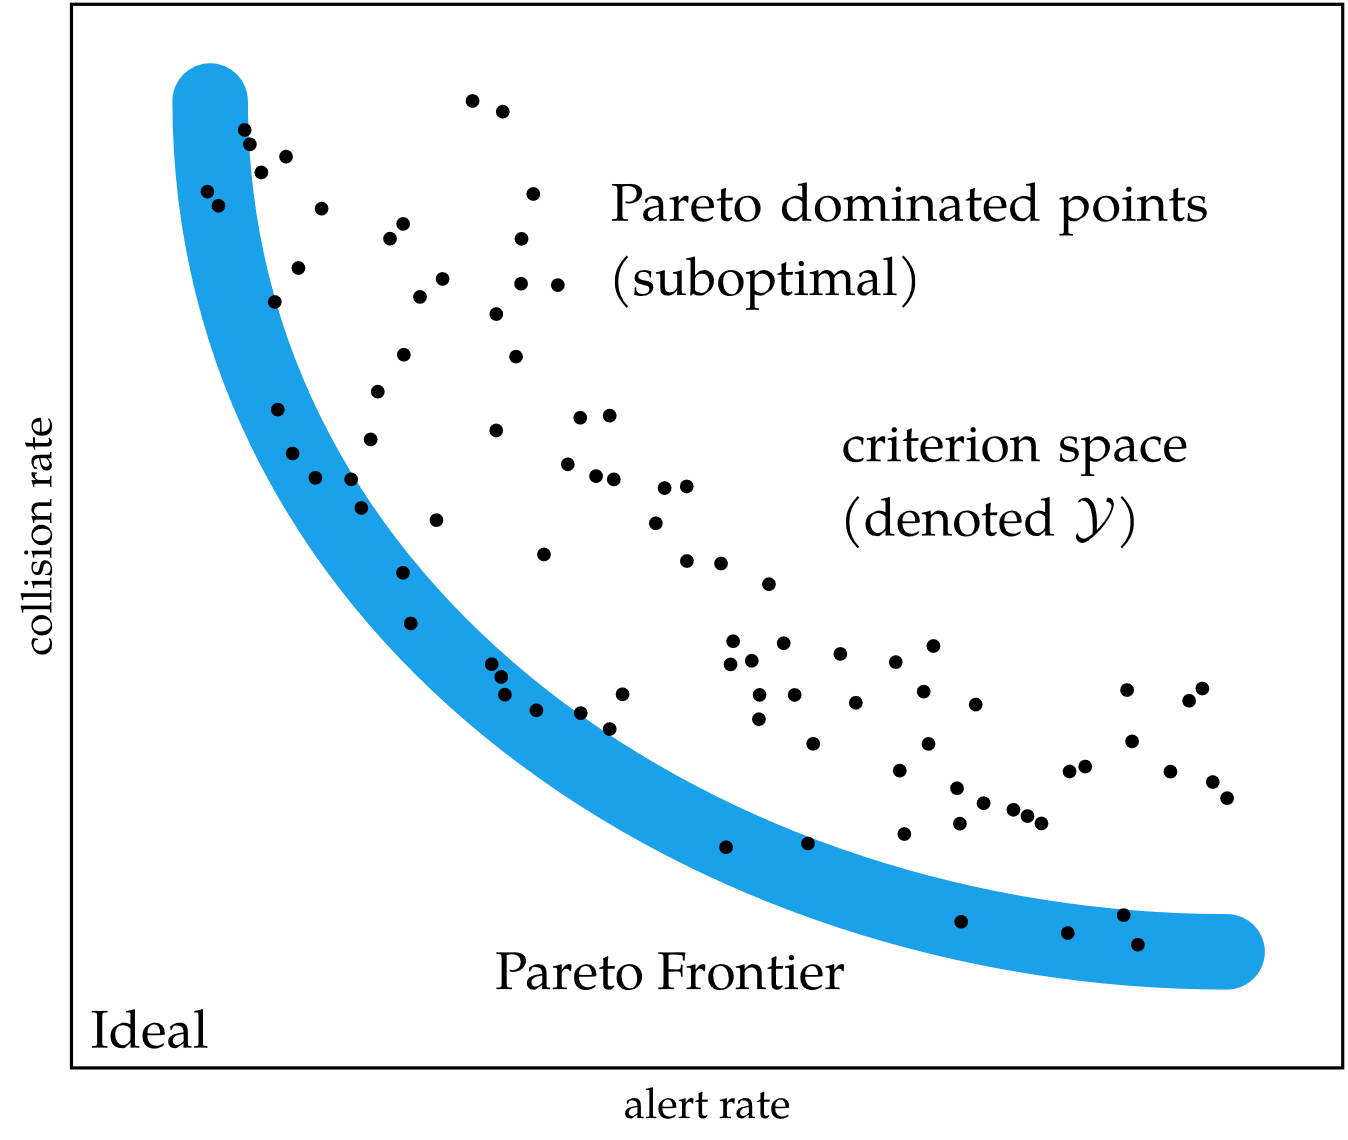 Pareto dominated points
(suboptimal)
criterion space
(denoted 𝒴)
collision rate
Pareto Frontier
Ideal
alert rate